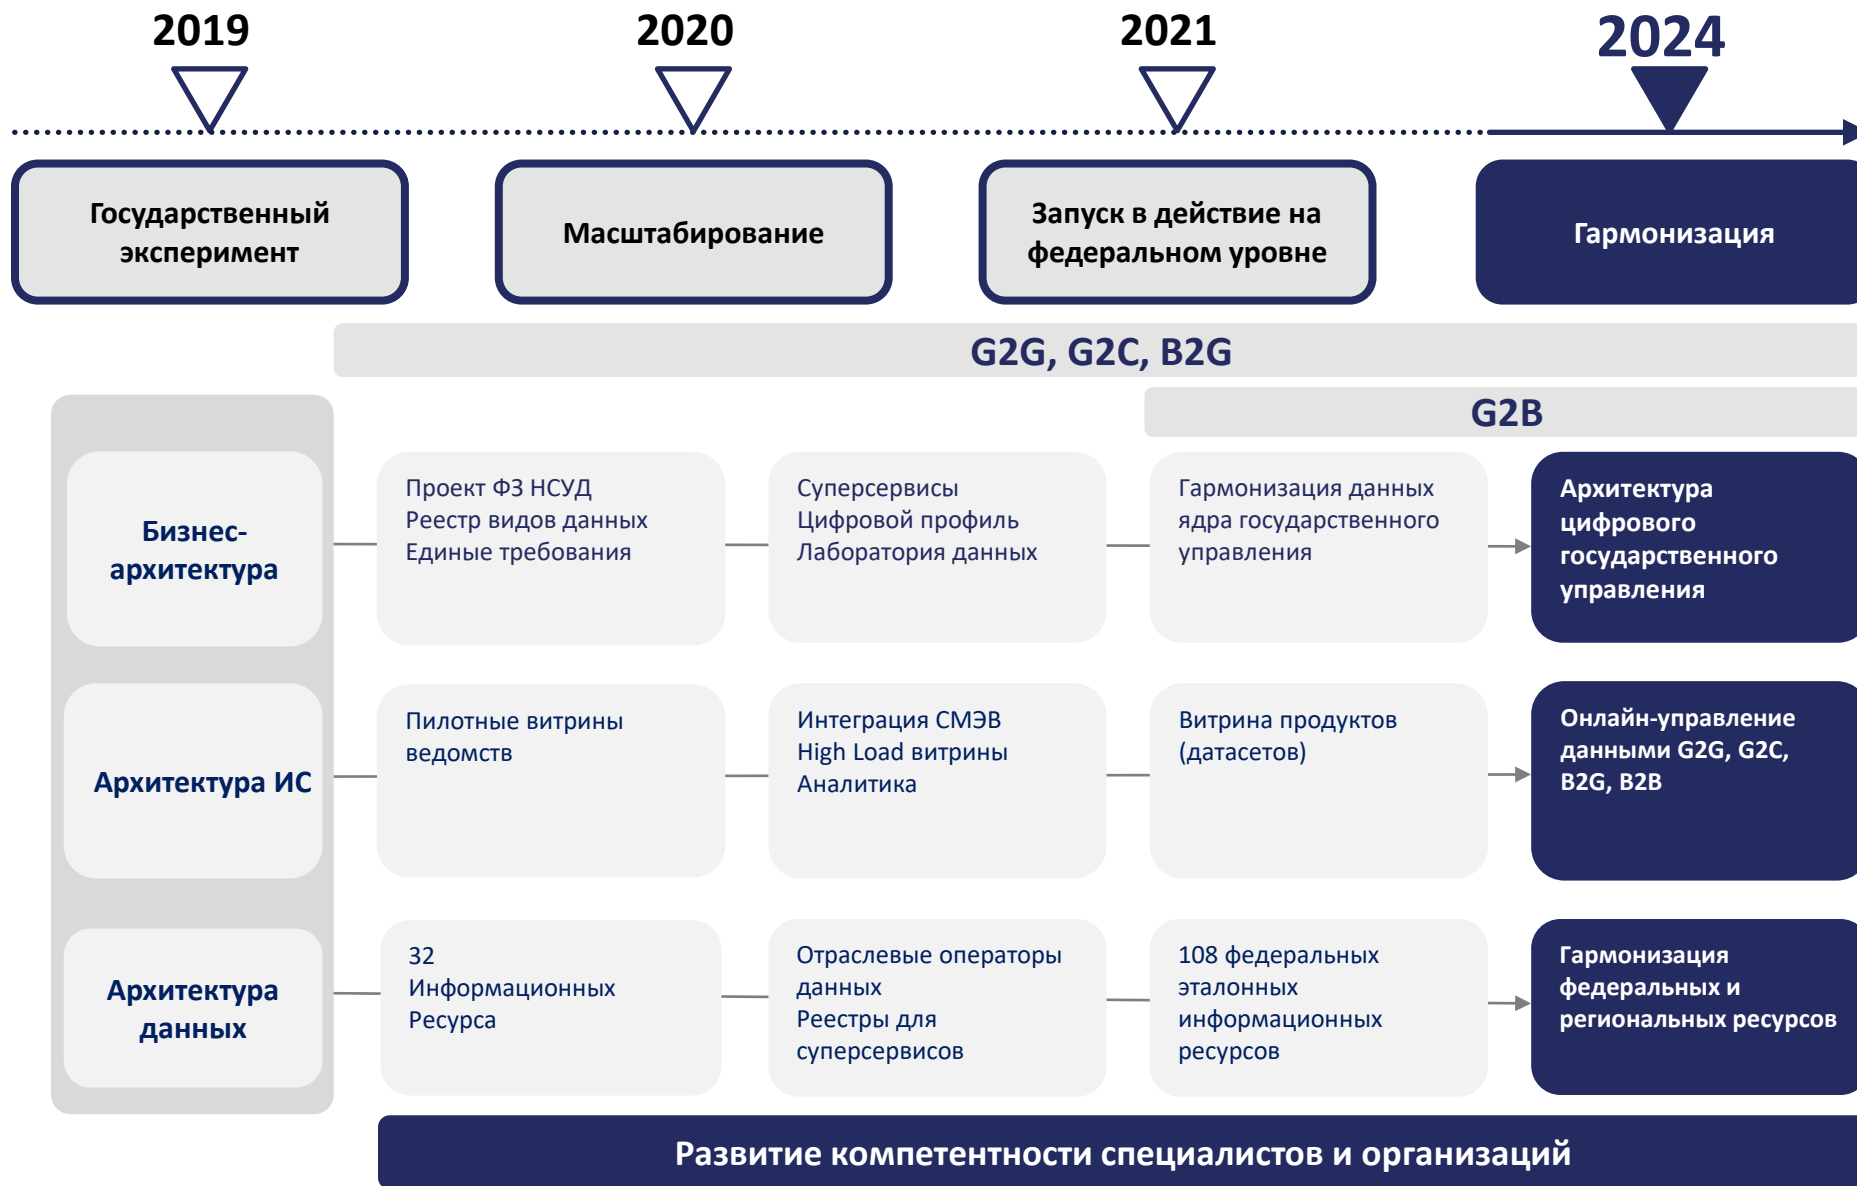 2019
2020
2021
2024
Государственный
эксперимент
Масштабирование
Запуск в действие на
федеральном уровне
Гармонизация
G2G, G2C, B2G
G2B
Бизнес-
архитектура
Проект ФЗ НСУД
Реестр видов данных
Единые требования
Суперсервисы
Цифровой профиль
Лаборатория данных
Гармонизация данных
ядра государственного
управления
Архитектура
цифрового
государственного
управления
Архитектура ИС
Пилотные витрины
ведомств
Интеграция СМЭВ
High Load витрины
Аналитика
Витрина продуктов
(датасетов)
Онлайн-управление
данными G2G, G2C,
B2G, B2B
Архитектура
данных
32
Информационных
Ресурса
Отраслевые операторы
данных
Реестры для
суперсервисов
108 федеральных
эталонных
информационных
ресурсов
Гармонизация
федеральных и
региональных ресурсов
Развитие компетентности специалистов и организаций